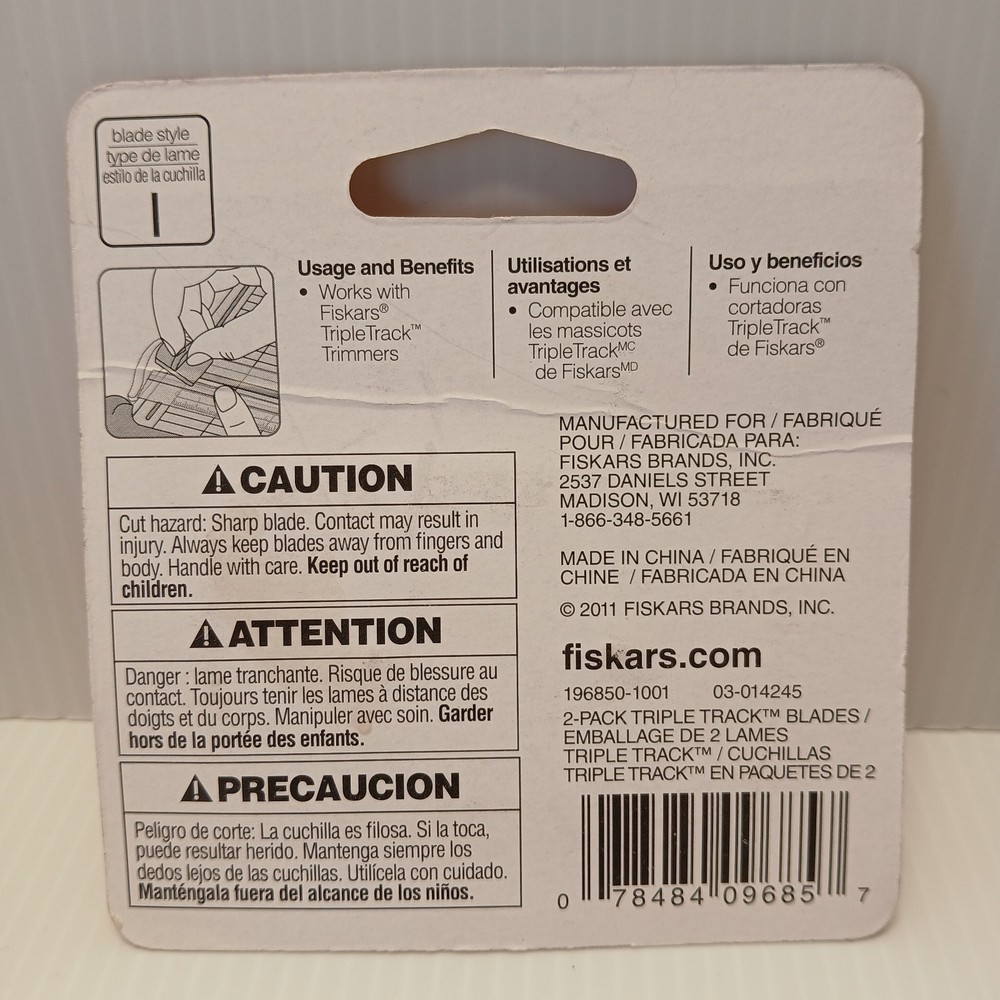 blade style
type de lame
estilo de la cuchilla
I
Usage and Benefits
• Works with
Fiskars®
TripleTrack™
Trimmers
Utilisations et
avantages
• Compatible avec
les massicots
TripleTrackMC
de FiskarsMD
Uso y beneficios
• Funciona con
cortadoras
TripleTrack™
de Fiskars®
⚠ CAUTION
Cut hazard: Sharp blade. Contact may result in
injury. Always keep blades away from fingers and
body. Handle with care. Keep out of reach of
children.
⚠ ATTENTION
Danger : lame tranchante. Risque de blessure au
contact. Toujours tenir les lames à distance des
doigts et du corps. Manipuler avec soin. Garder
hors de la portée des enfants.
⚠ PRECAUCION
Peligro de corte: La cuchilla es filosa. Si la toca,
puede resultar herido. Mantenga siempre los
dedos lejos de las cuchillas. Utilícela con cuidado.
Manténgala fuera del alcance de los niños.
MANUFACTURED FOR / FABRIQUÉ
POUR / FABRICADA PARA:
FISKARS BRANDS, INC.
2537 DANIELS STREET
MADISON, WI 53718
1-866-348-5661
MADE IN CHINA / FABRIQUÉ EN
CHINE / FABRICADA EN CHINA
© 2011 FISKARS BRANDS, INC.
fiskars.com
196850-1001 03-014245
2-PACK TRIPLE TRACK™ BLADES /
EMBALLAGE DE 2 LAMES
TRIPLE TRACK™ / CUCHILLAS
TRIPLE TRACK™ EN PAQUETES DE 2
0 78484 09685 7